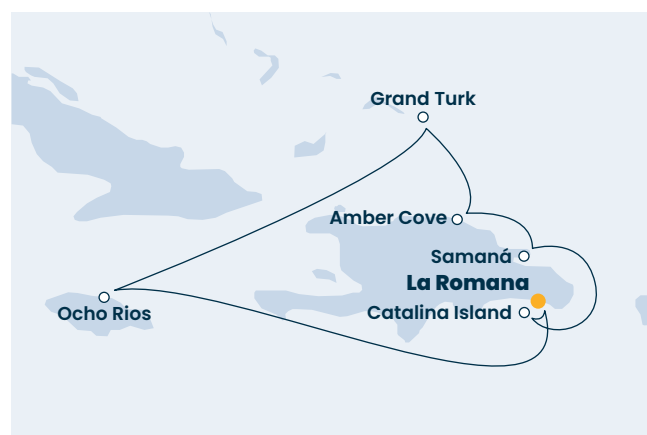 Grand Turk
Amber Cove
Samaná
La Romana
Catalina Island
Ocho Rios